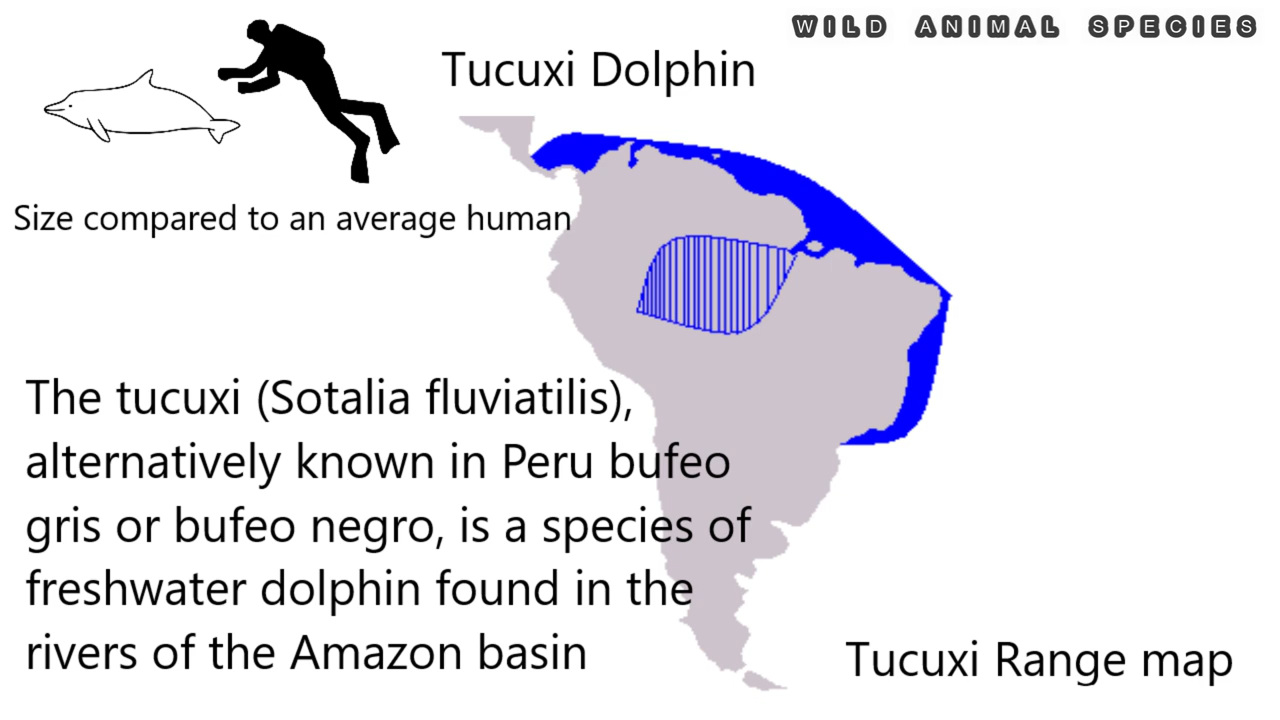 WILD ANIMAL SPECIES
Tucuxi Dolphin
Size compared to an average human
The tucuxi (Sotalia fluviatilis),
alternatively known in Peru bufeo
gris or bufeo negro, is a species of
freshwater dolphin found in the
rivers of the Amazon basin
Tucuxi Range map